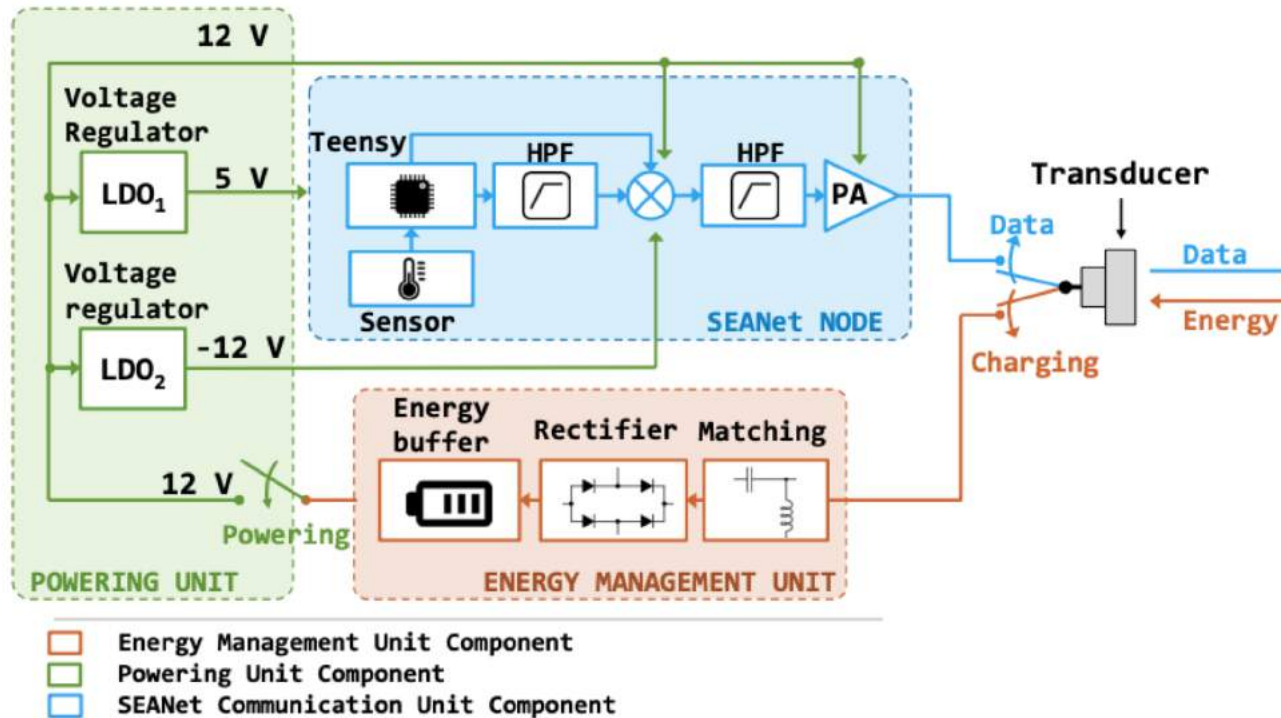 12 V
Voltage
Regulator
LDO1
5 V
Voltage
regulator
LDO2
-12 V
12 V
Powering
POWERING UNIT
Teensy
HPF
HPF
PA
Sensor
SEANet NODE
Transducer
Data
Data
Energy
Charging
Energy
buffer
Rectifier
Matching
ENERGY MANAGEMENT UNIT
Energy Management Unit Component
Powering Unit Component
SEANet Communication Unit Component